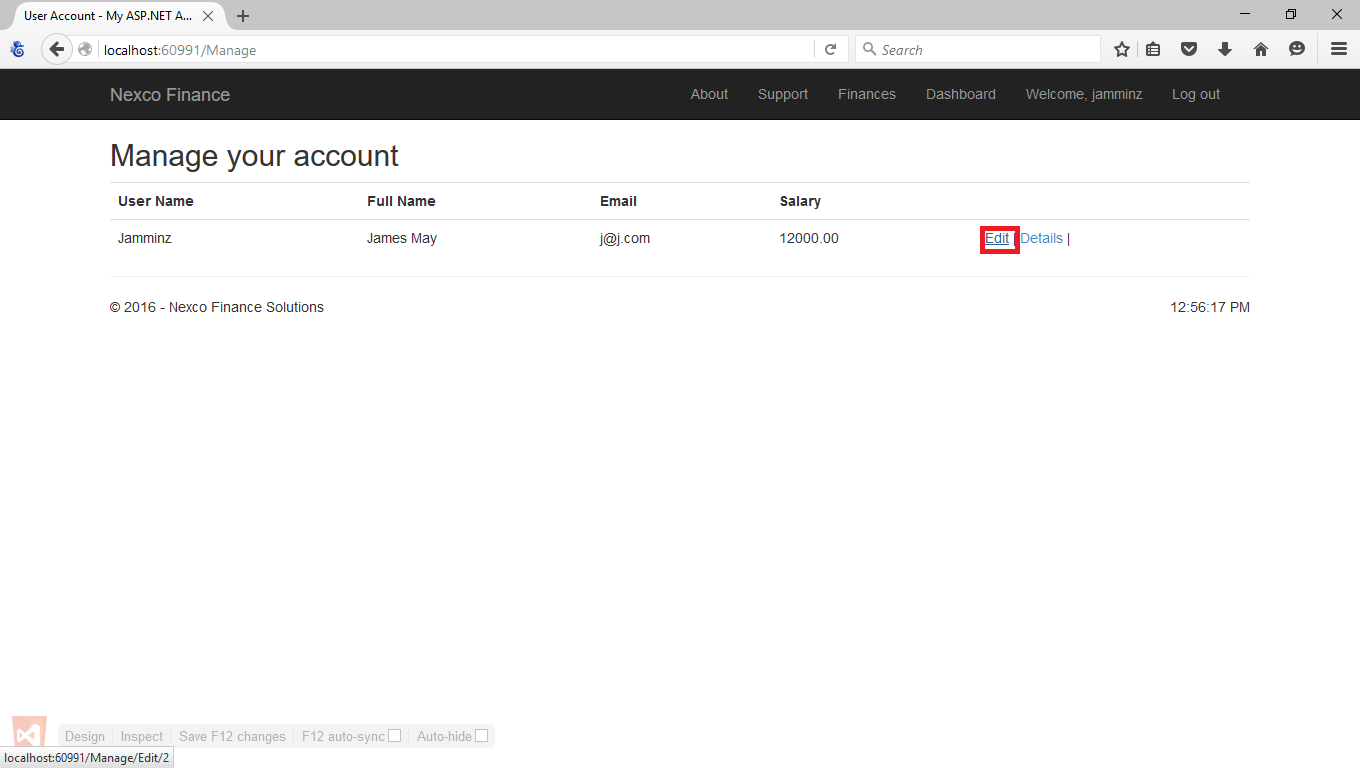 User Account - My ASP.NET A...
localhost:60991/Manage
Search
Nexco Finance About Support Finances Dashboard Welcome, jamminz Log out
Manage your account
User Name Full Name Email Salary
Jamminz James May j@j.com 12000.00 Edit | Details |
© 2016 - Nexco Finance Solutions 12:56:17 PM
Design Inspect Save F12 changes F12 auto-sync Auto-hide
localhost:60991/Manage/Edit/2